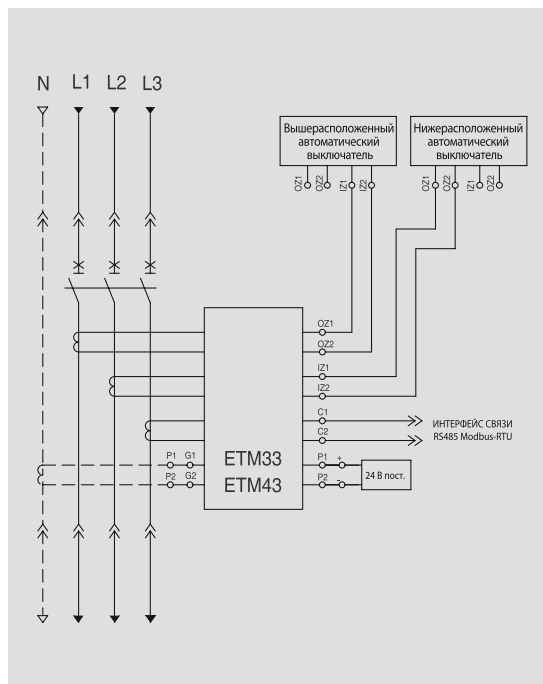 N L1 L2 L3
Вышерасположенный
автоматический
выключатель
Нижерасположенный
автоматический
выключатель
OZ1 OZ2 IZ1 IZ2
OZ1 OZ2 IZ1 OZ2
OZ1
OZ2
IZ1
IZ2
C1
C2
ИНТЕРФЕЙС СВЯЗИ
RS485 Modbus-RTU
P1 G1
P2 G2
ETM33
ETM43
P1 +
P2 -
24 В пост.